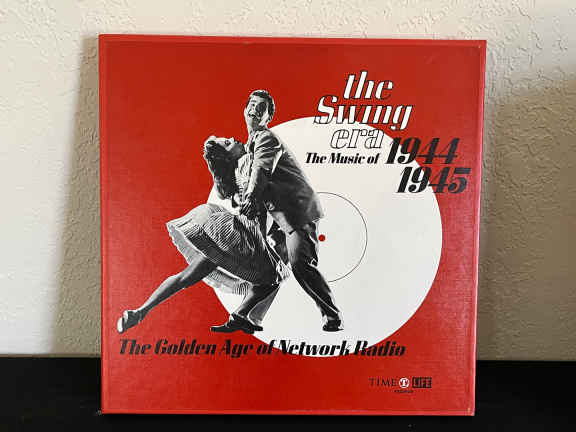 the
Swing
era
The Music of 1944
1945
The Golden Age of Network Radio
TIME LIFE